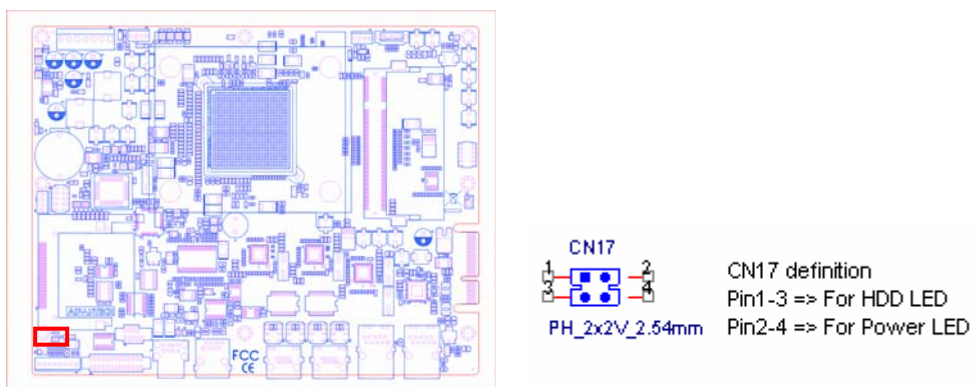 FCC
CE
CN17
1 2
3 4
PH_2x2V_2.54mm
CN17 definition
Pin1-3 => For HDD LED
Pin2-4 => For Power LED